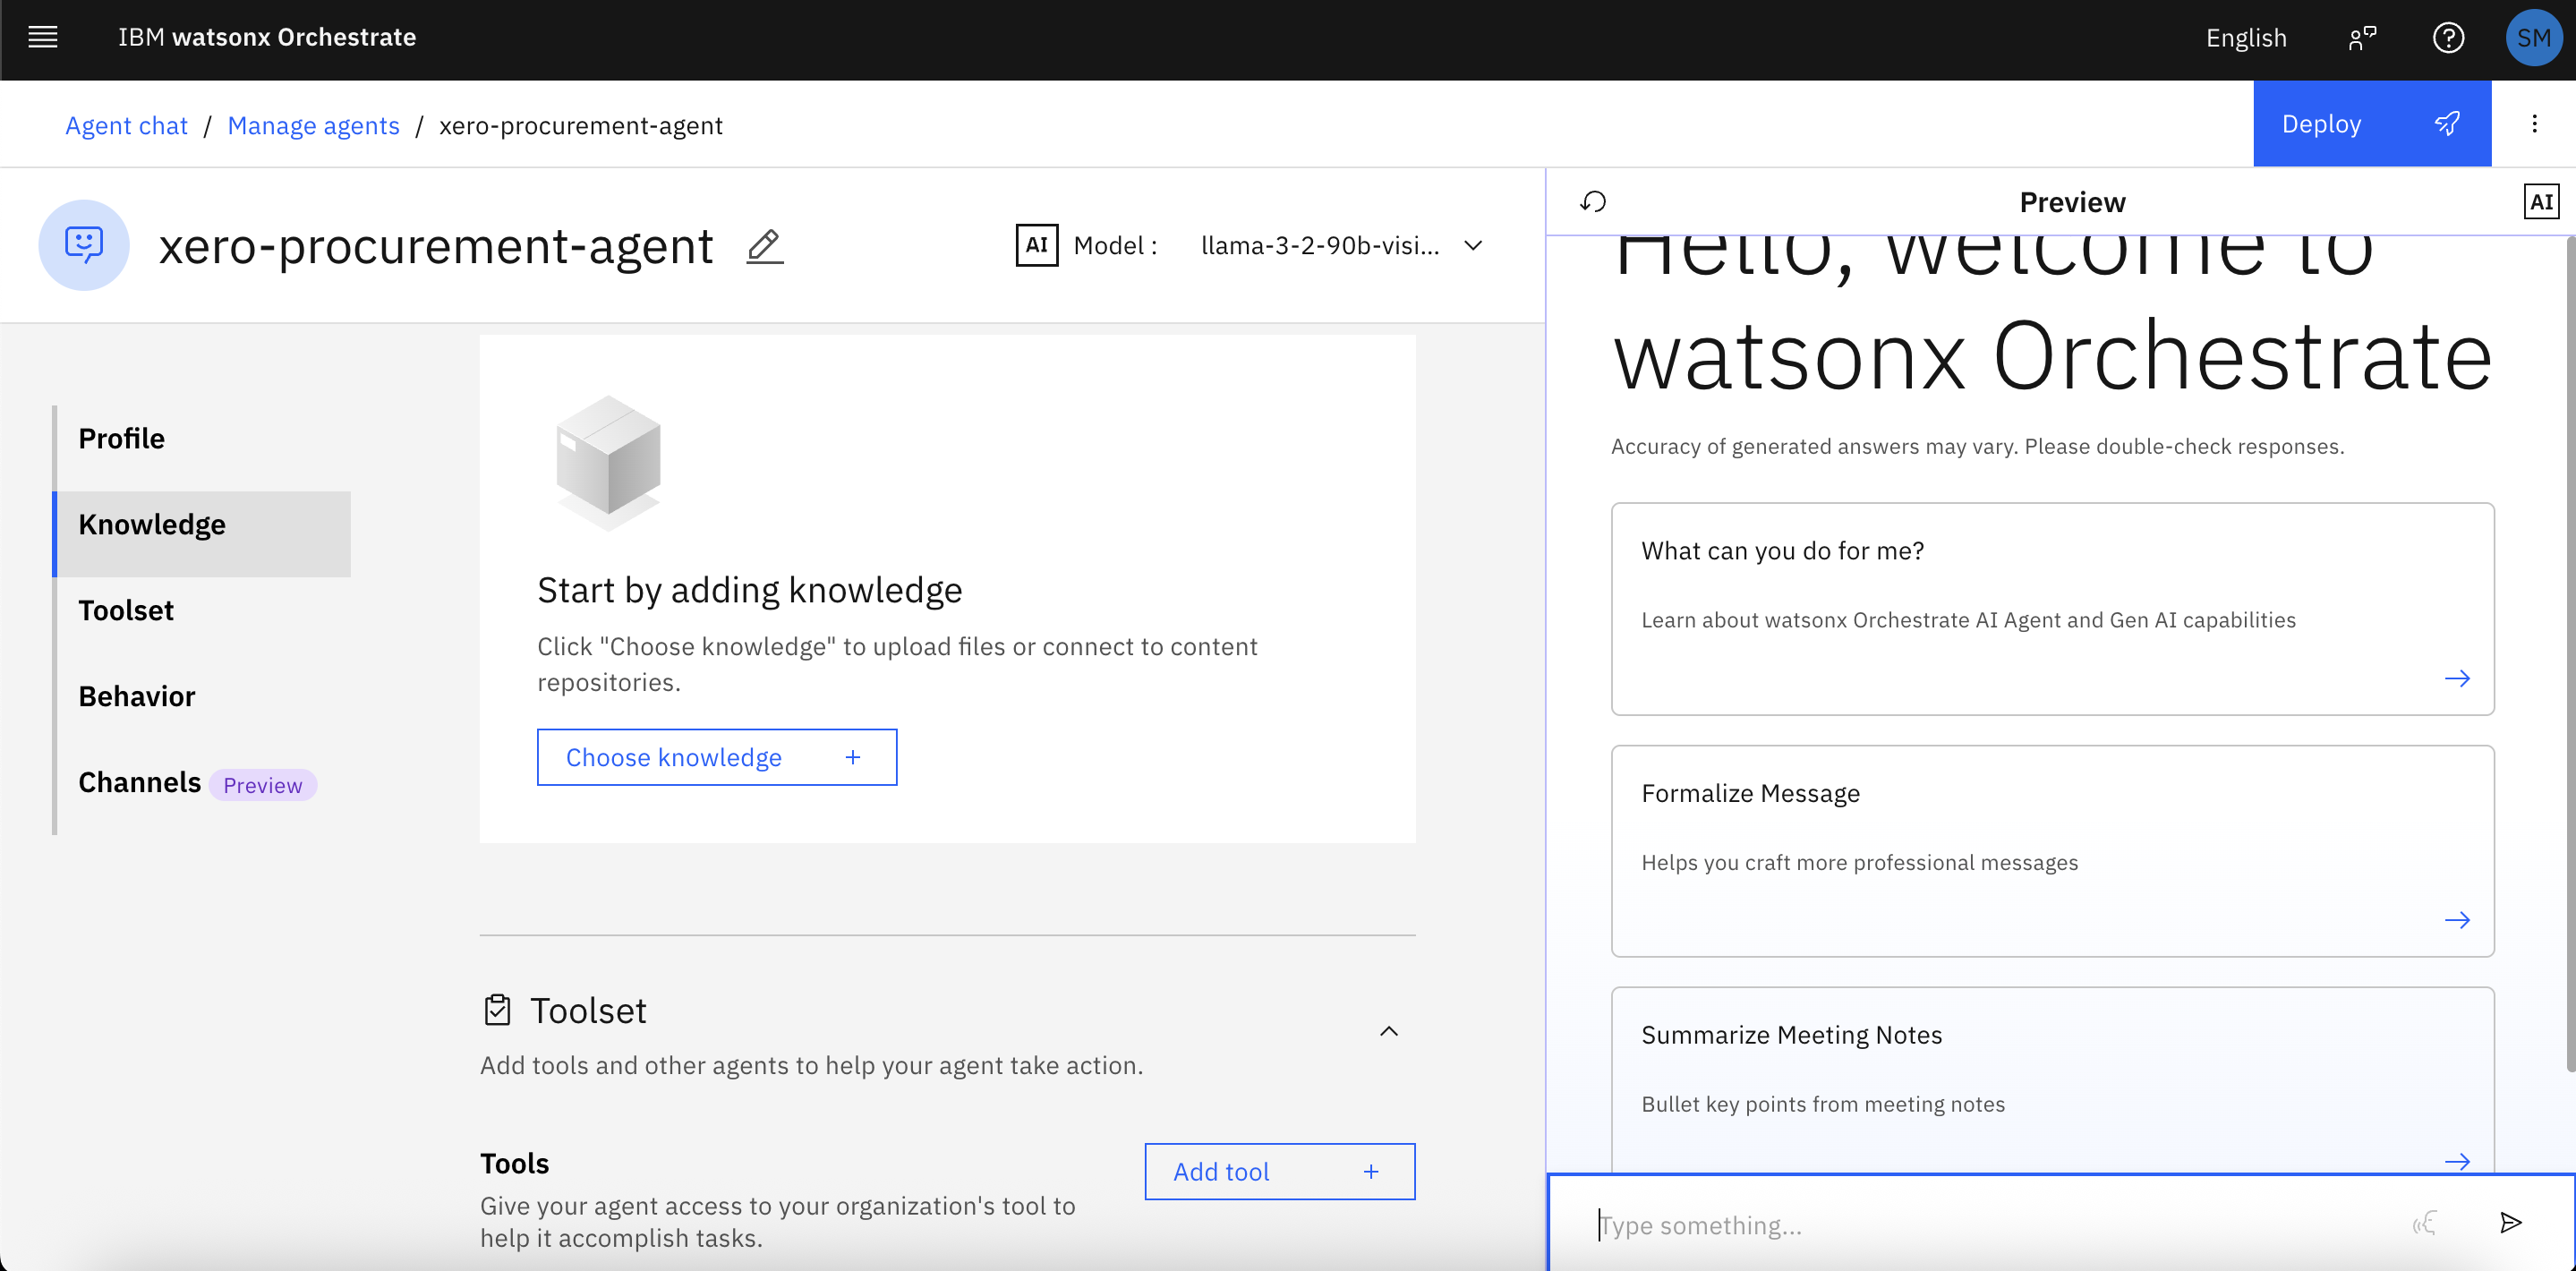 IBM watsonx Orchestrate
English
SM
Agent chat / Manage agents / xero-procurement-agent
Deploy
xero-procurement-agent
AI Model : llama-3-2-90b-visi...
Profile
Knowledge
Toolset
Behavior
Channels Preview
Start by adding knowledge
Click "Choose knowledge" to upload files or connect to content
repositories.
Choose knowledge +
Toolset
Add tools and other agents to help your agent take action.
Tools
Give your agent access to your organization's tool to
help it accomplish tasks.
Add tool +
Preview
AI
Hello, welcome to
watsonx Orchestrate
Accuracy of generated answers may vary. Please double-check responses.
What can you do for me?
Learn about watsonx Orchestrate AI Agent and Gen AI capabilities
Formalize Message
Helps you craft more professional messages
Summarize Meeting Notes
Bullet key points from meeting notes
Type something...